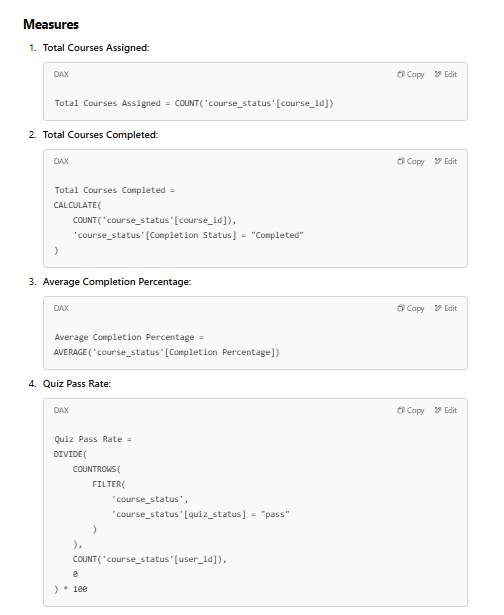 Measures
1. Total Courses Assigned:
DAX Copy Edit
Total Courses Assigned = COUNT('course_status'[course_id])
2. Total Courses Completed:
DAX Copy Edit
Total Courses Completed =
CALCULATE(
    COUNT('course_status'[course_id]),
    'course_status'[Completion Status] = "Completed"
)
3. Average Completion Percentage:
DAX Copy Edit
Average Completion Percentage =
AVERAGE('course_status'[Completion Percentage])
4. Quiz Pass Rate:
DAX Copy Edit
Quiz Pass Rate =
DIVIDE(
    COUNTROWS(
        FILTER(
            'course_status',
            'course_status'[quiz_status] = "pass"
        )
    ),
    COUNT('course_status'[user_id]),
    0
) * 100